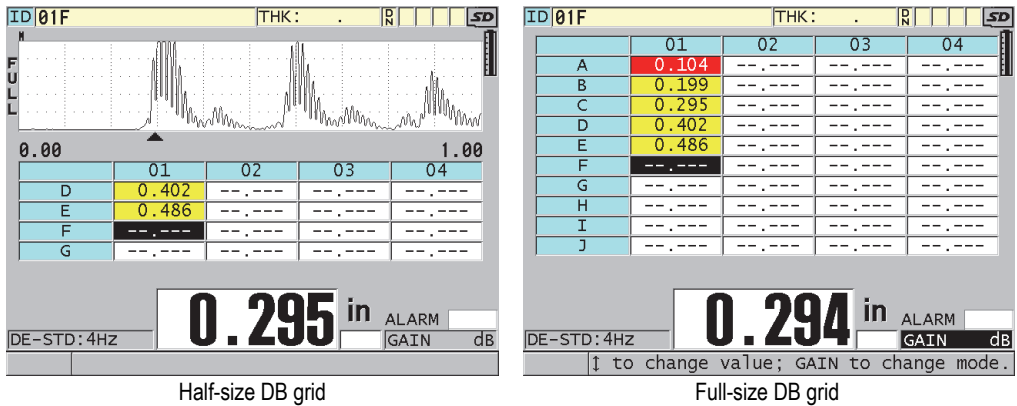 ID 01F THK: . DN SD
M
FULL
0.00 1.00
01 02 03 04
D 0.402 --.--- --.--- --.---
E 0.486 --.--- --.--- --.---
F --.--- --.--- --.--- --.---
G --.--- --.--- --.--- --.---
0.295 in ALARM
DE-STD:4Hz GAIN dB
Half-size DB grid
ID 01F THK: . DN SD
01 02 03 04
A 0.104 --.--- --.--- --.---
B 0.199 --.--- --.--- --.---
C 0.295 --.--- --.--- --.---
D 0.402 --.--- --.--- --.---
E 0.486 --.--- --.--- --.---
F --.--- --.--- --.--- --.---
G --.--- --.--- --.--- --.---
H --.--- --.--- --.--- --.---
I --.--- --.--- --.--- --.---
J --.--- --.--- --.--- --.---
0.294 in ALARM
DE-STD:4Hz GAIN dB
↕ to change value; GAIN to change mode.
Full-size DB grid